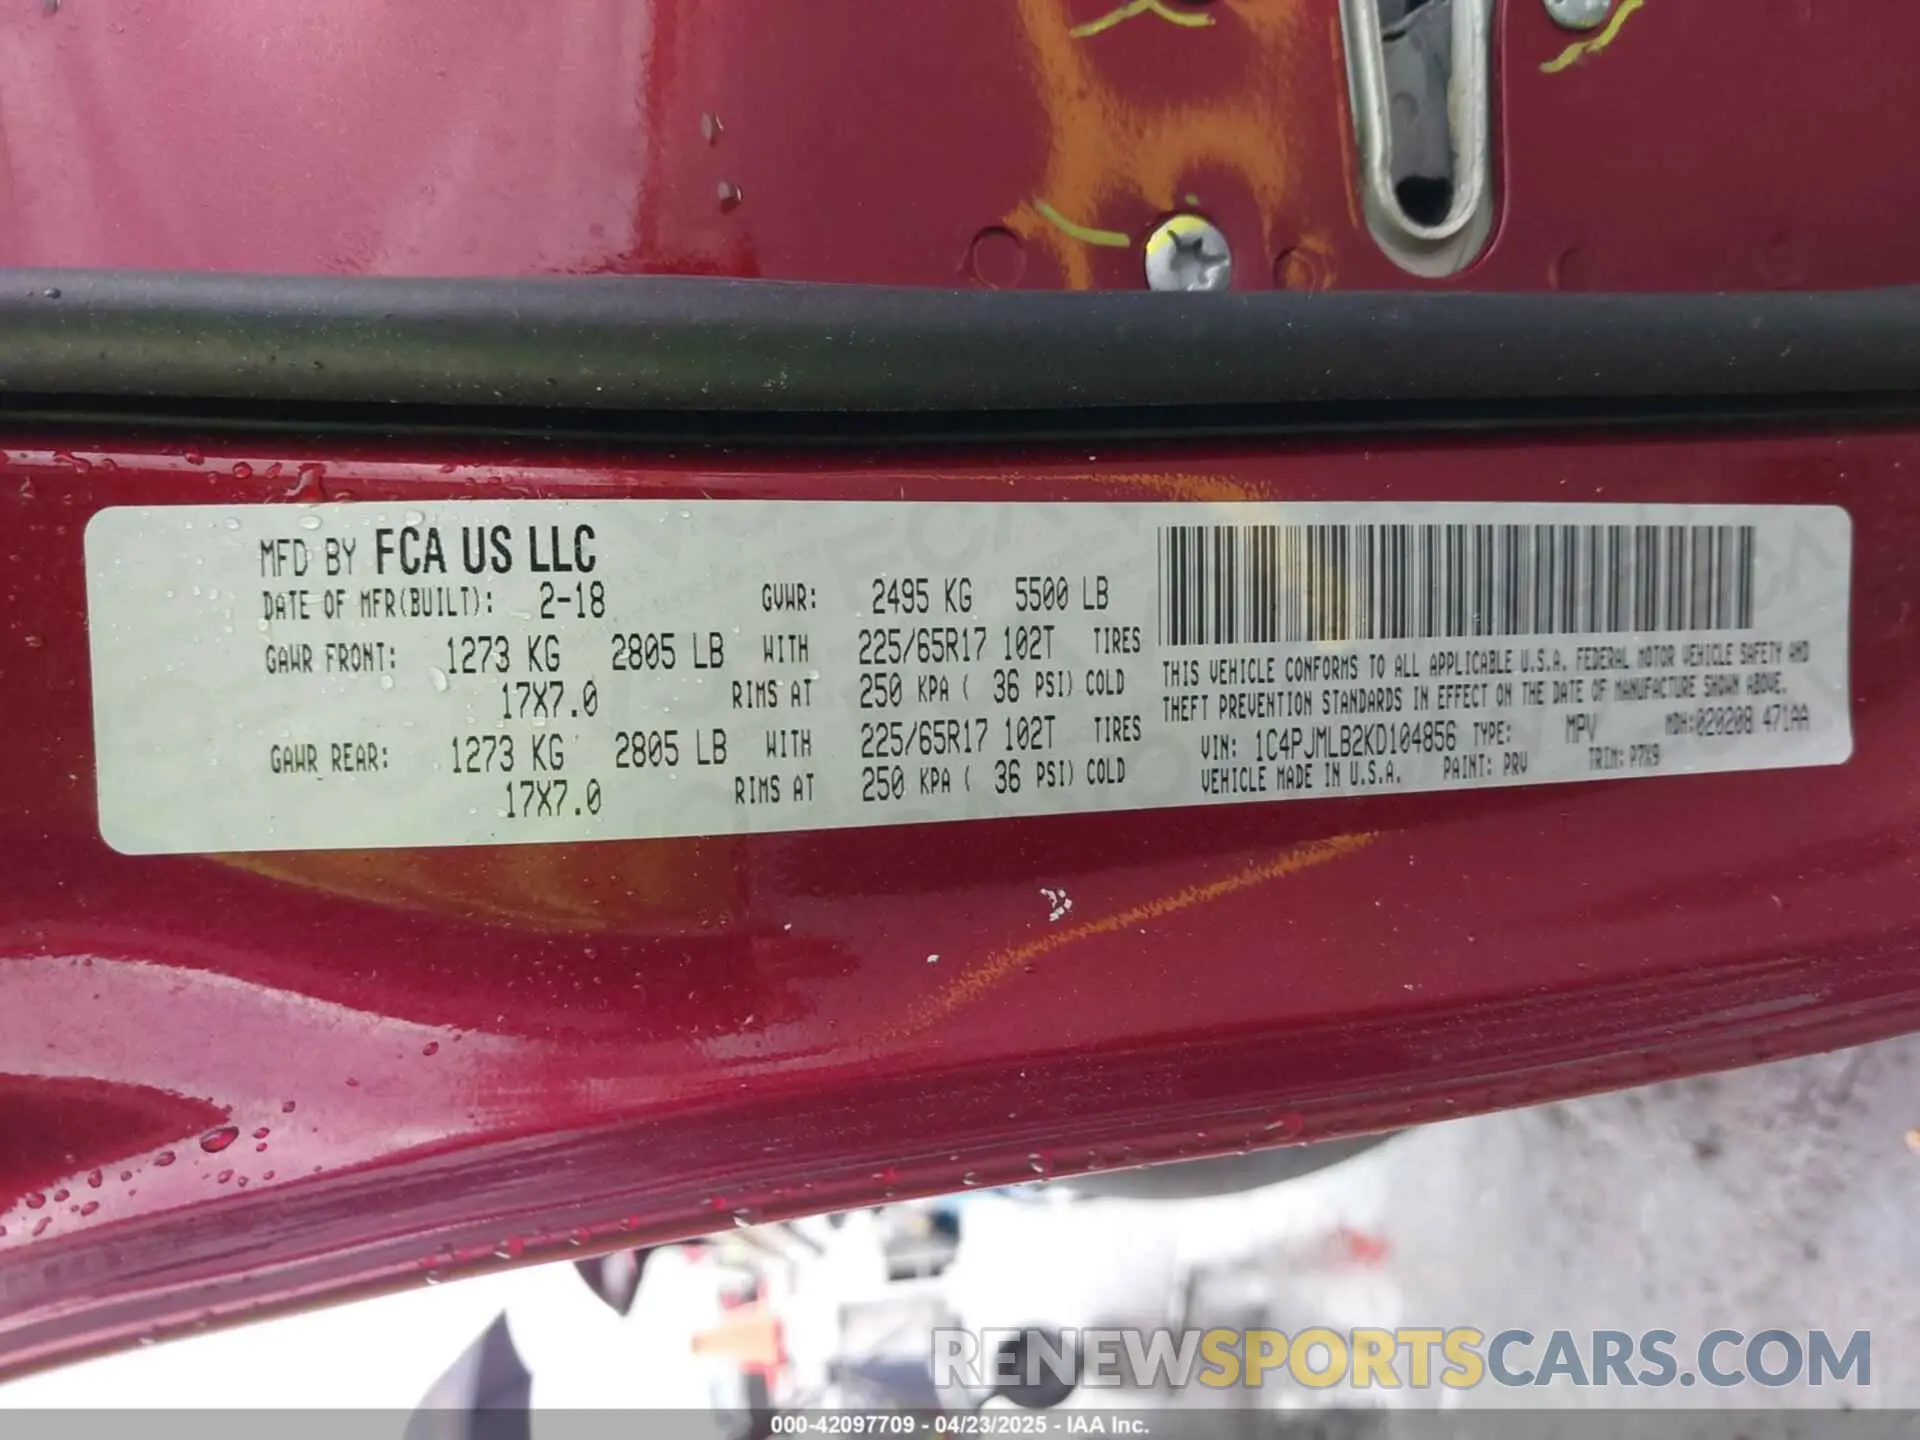 MFD BY FCA US LLC
DATE OF MFR(BUILT): 2-18 GVWR: 2495 KG 5500 LB
GAWR FRONT: 1273 KG 2805 LB WITH 225/65R17 102T TIRES
17X7.0 RIMS AT 250 KPA ( 36 PSI) COLD
GAWR REAR: 1273 KG 2805 LB WITH 225/65R17 102T TIRES
17X7.0 RIMS AT 250 KPA ( 36 PSI) COLD
THIS VEHICLE CONFORMS TO ALL APPLICABLE U.S.A. FEDERAL MOTOR VEHICLE SAFETY AND
THEFT PREVENTION STANDARDS IN EFFECT ON THE DATE OF MANUFACTURE SHOWN ABOVE.
VIN: 1C4PJMLB2KD104856 TYPE: MPV MDH:020208 471AA
VEHICLE MADE IN U.S.A. PAINT: PRV TRIM: P7X9
RENEWSPORTSCARS.COM
000-42097709 - 04/23/2025 - IAA Inc.